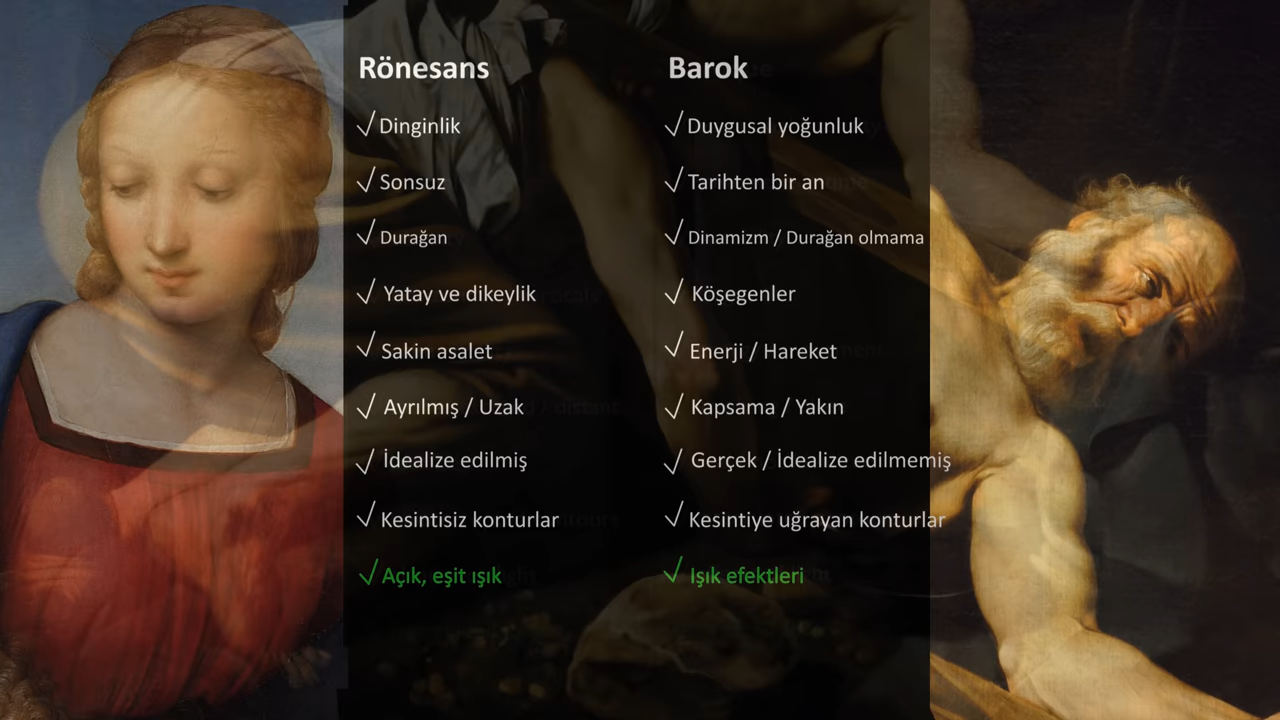 Rönesans
√ Dinginlik
√ Sonsuz
√ Durağan
√ Yatay ve dikeylik
√ Sakin asalet
√ Ayrılmış / Uzak
√ İdealize edilmiş
√ Kesintisiz konturlar
√ Açık, eşit ışık
Barok
√ Duygusal yoğunluk
√ Tarihten bir an
√ Dinamizm / Durağan olmama
√ Köşegenler
√ Enerji / Hareket
√ Kapsama / Yakın
√ Gerçek / İdealize edilmemiş
√ Kesintiye uğrayan konturlar
√ Işık efektleri